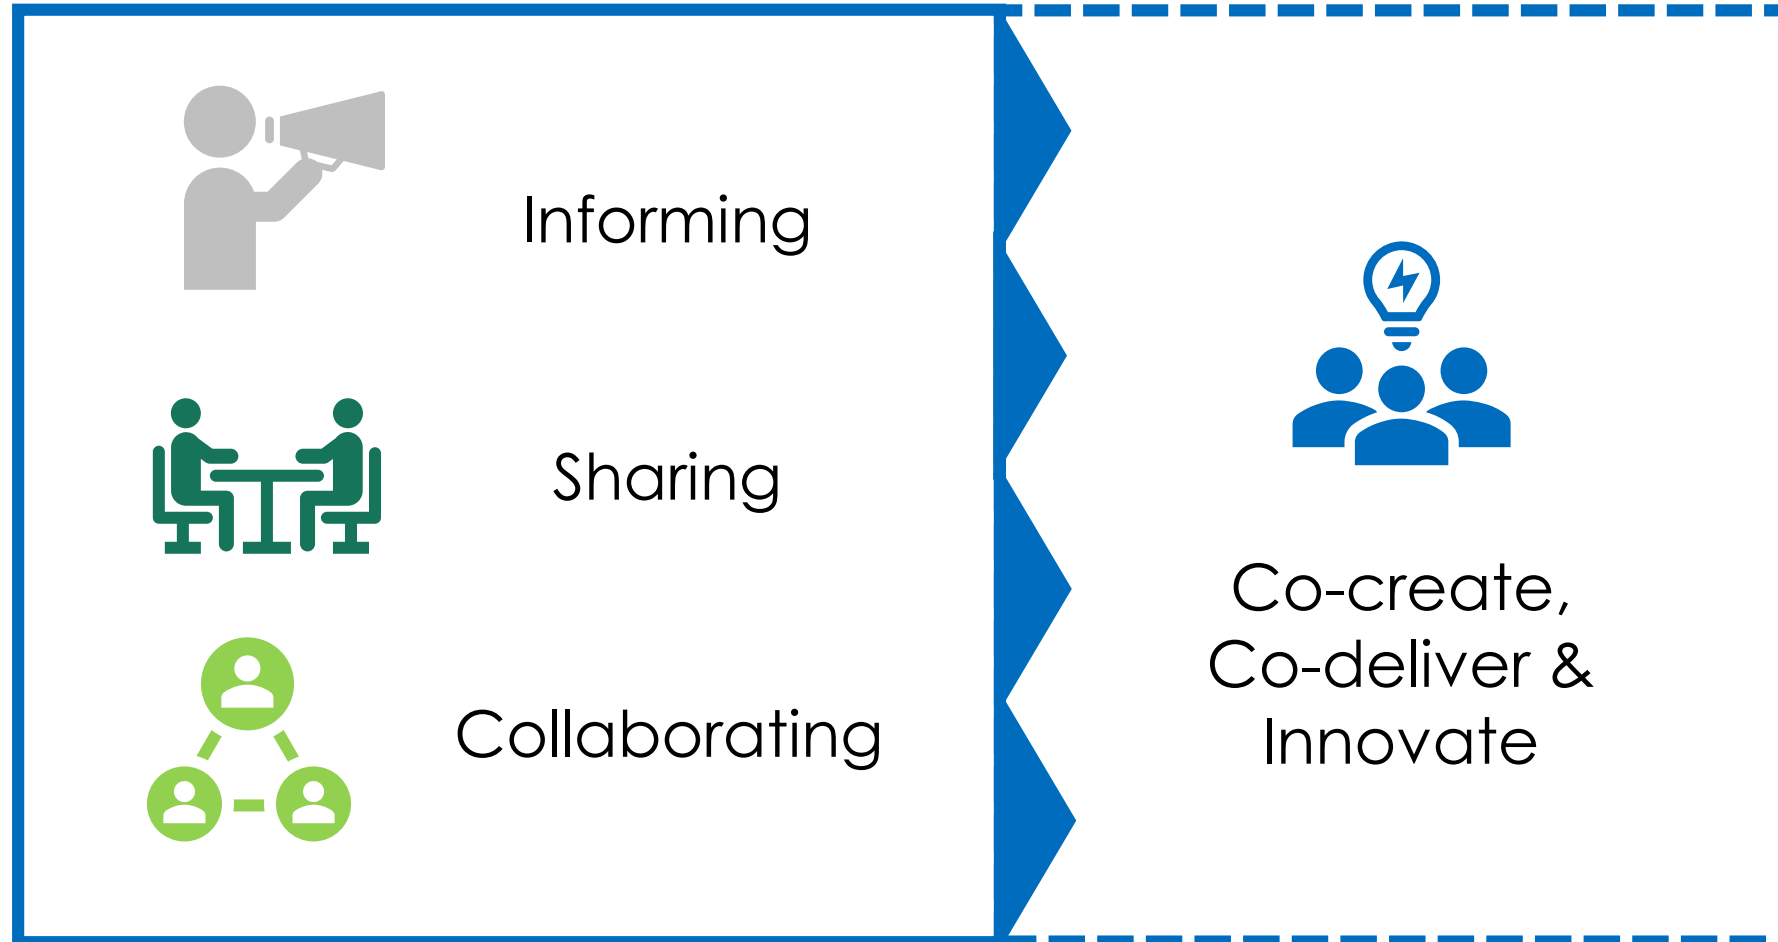 Informing
Sharing
Collaborating
Co-create,
Co-deliver &
Innovate